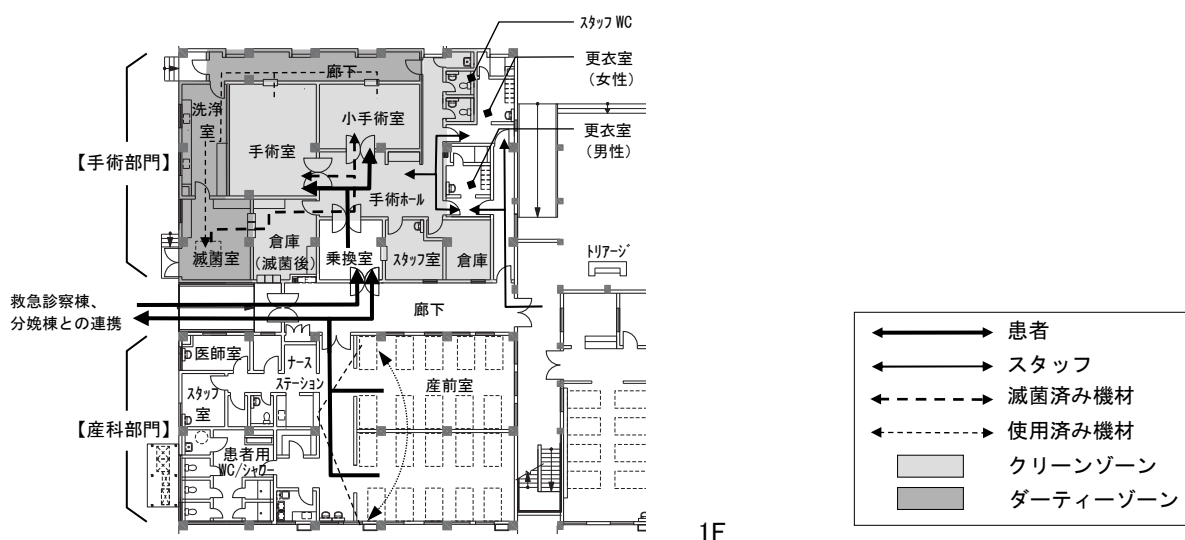 スタッフ WC
更衣室
(女性)
更衣室
(男性)
廊下
洗浄
室
小手術室
手術室
【手術部門】
手術ホール
滅菌室
倉庫
(滅菌後)
乗換室
スタッフ室
倉庫
トリアージ
救急診察棟、
分娩棟との連携
廊下
医師室
ナース
ステーション
スタッフ
室
産前室
【産科部門】
患者用
WC/シャワー
1F
患者
スタッフ
滅菌済み機材
使用済み機材
クリーンゾーン
ダーティーゾーン